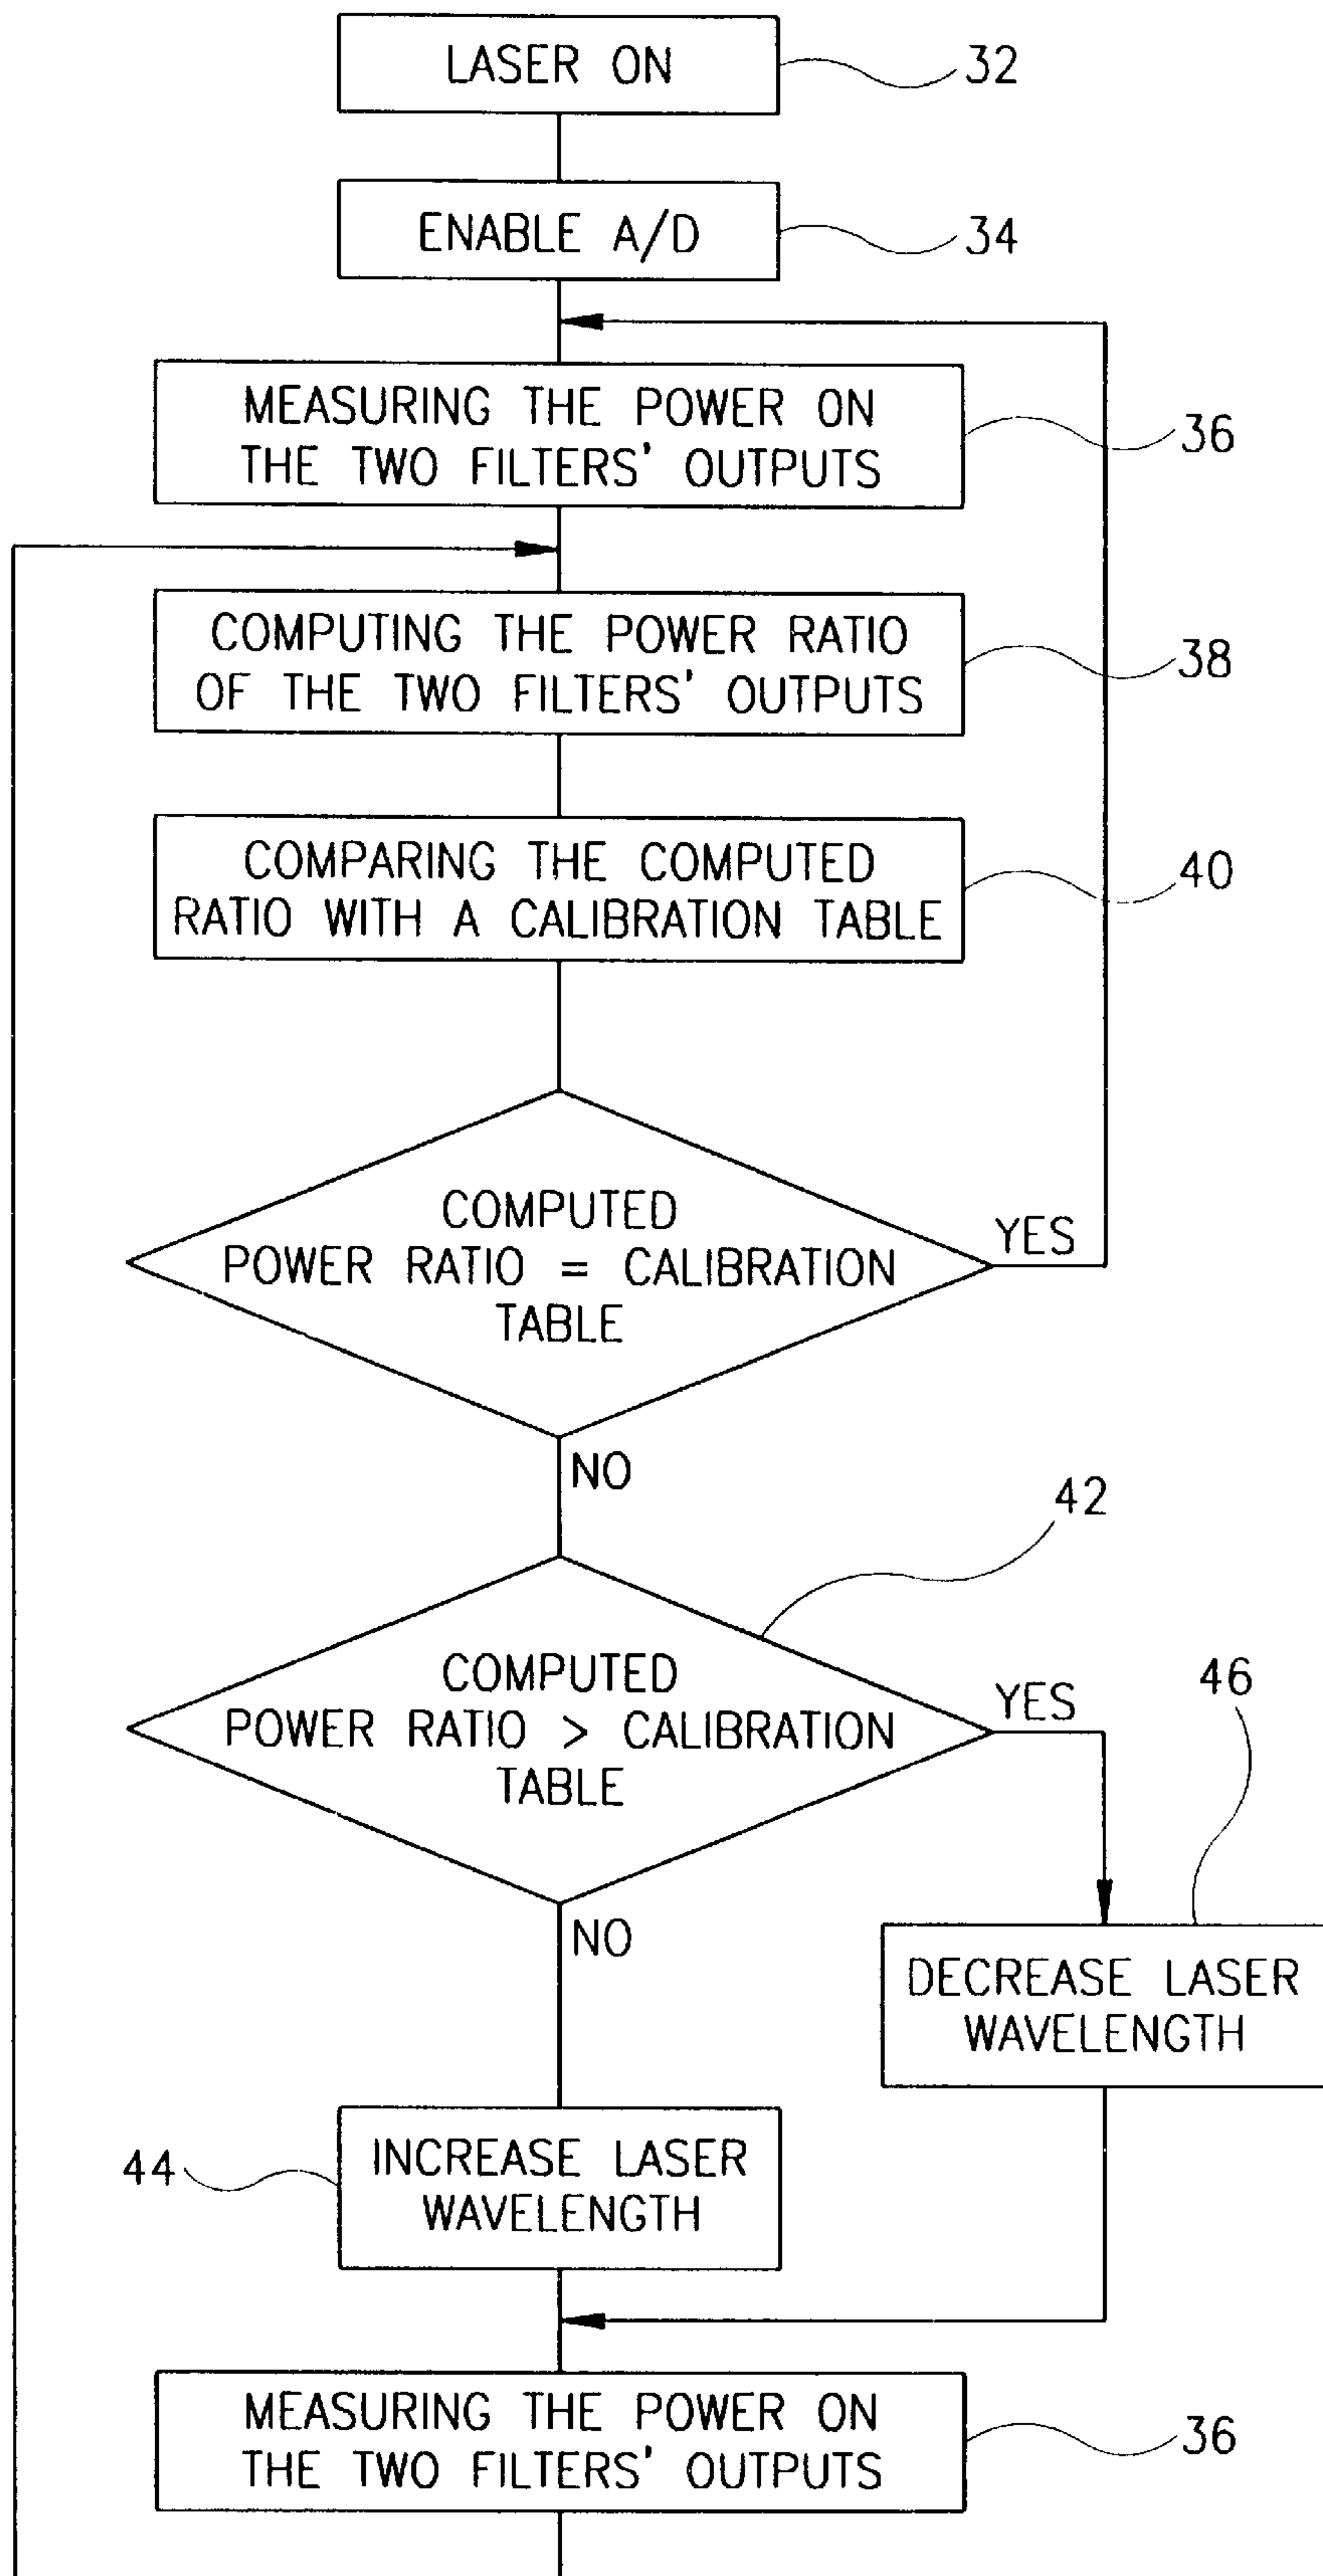 LASER ON
32
ENABLE A/D
34
MEASURING THE POWER ON
THE TWO FILTERS' OUTPUTS
36
COMPUTING THE POWER RATIO
OF THE TWO FILTERS' OUTPUTS
38
COMPARING THE COMPUTED
RATIO WITH A CALIBRATION TABLE
40
COMPUTED
POWER RATIO = CALIBRATION
TABLE
YES
NO
42
COMPUTED
POWER RATIO > CALIBRATION
TABLE
YES
46
NO
DECREASE LASER
WAVELENGTH
44
INCREASE LASER
WAVELENGTH
MEASURING THE POWER ON
THE TWO FILTERS' OUTPUTS
36